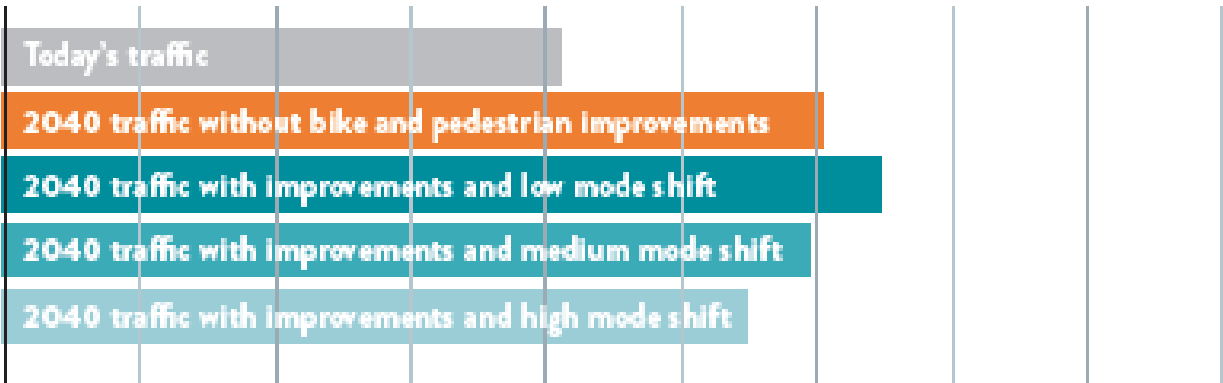 Today's traffic
2040 traffic without bike and pedestrian improvements
2040 traffic with improvements and low mode shift
2040 traffic with improvements and medium mode shift
2040 traffic with improvements and high mode shift